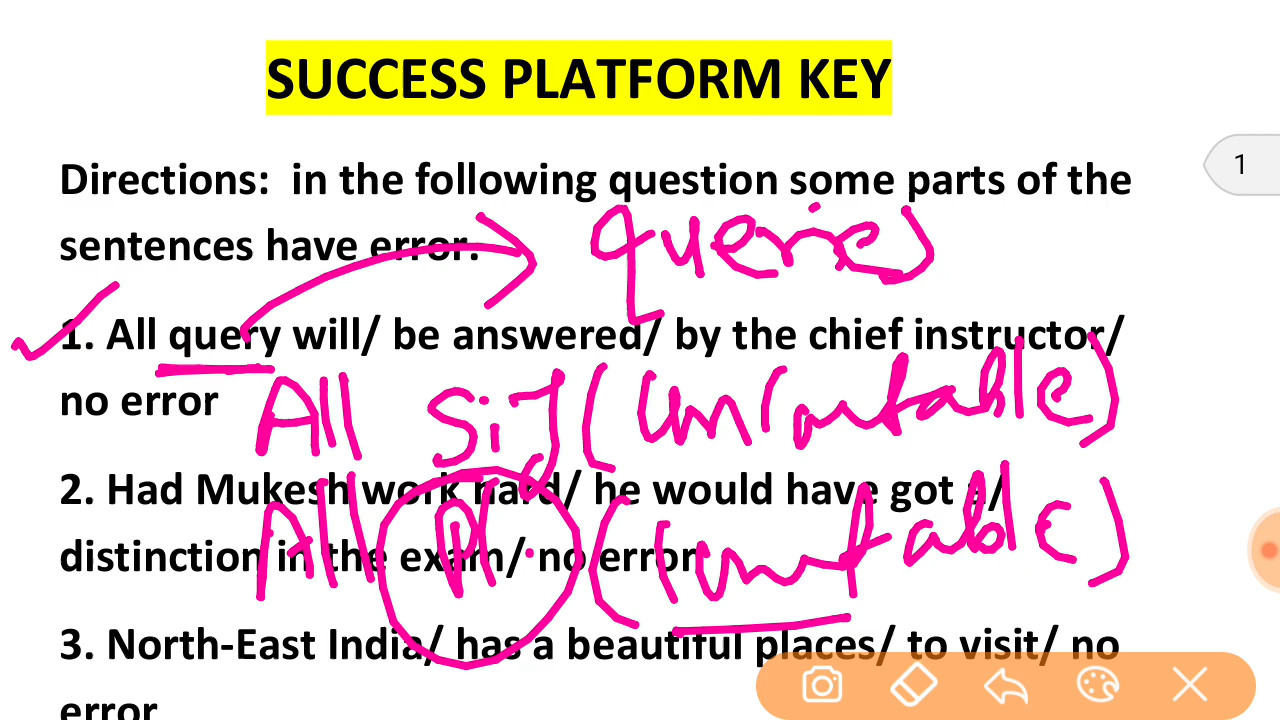 SUCCESS PLATFORM KEY
1
Directions: in the following question some parts of the
sentences have error.
queries
1. All query will/ be answered/ by the chief instructor/
no error
All Sig (uncountable)
2. Had Mukesh work hard/ he would have got a/
All Pl. (countable)
distinction in the exam/ no error
3. North-East India/ has a beautiful places/ to visit/ no
error